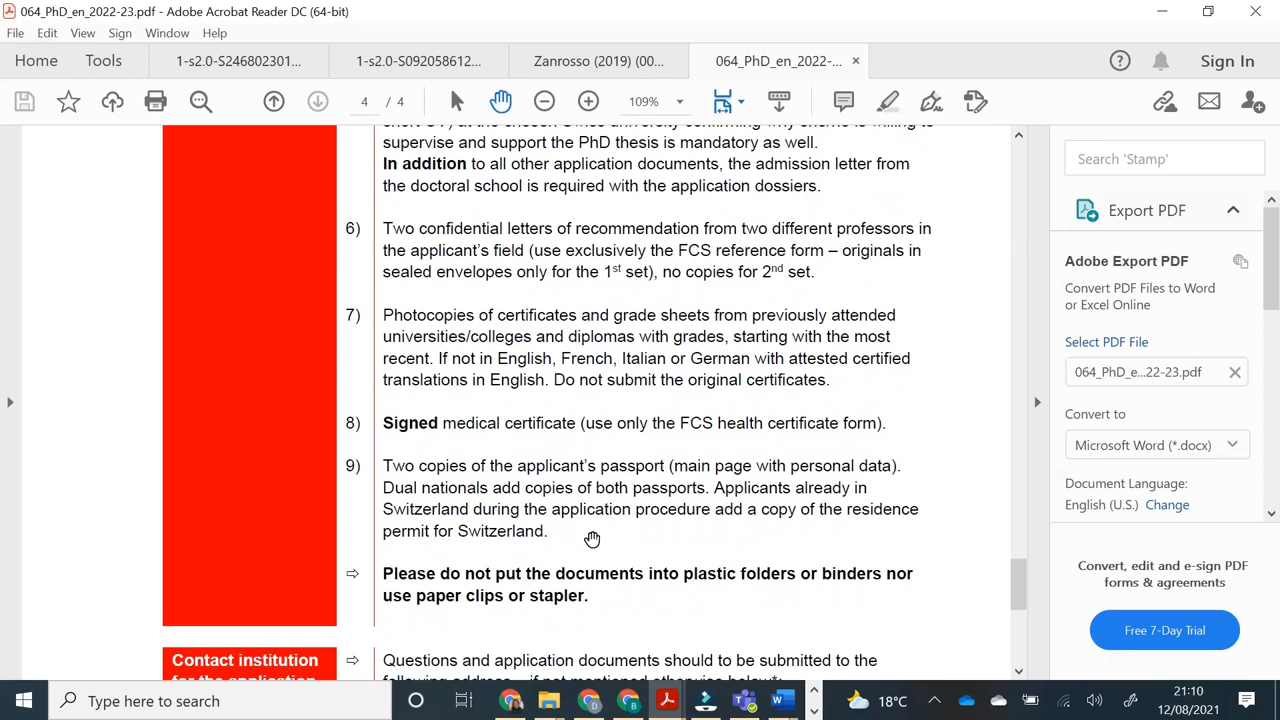 064_PhD_en_2022-23.pdf - Adobe Acrobat Reader DC (64-bit)
File Edit View Sign Window Help
Home Tools 1-s2.0-S246802301... 1-s2.0-S092058612... Zanrosso (2019) (00... 064_PhD_en_2022-... × Sign In
4 / 4 109%
supervise and support the PhD thesis is mandatory as well.
In addition to all other application documents, the admission letter from
the doctoral school is required with the application dossiers.
6) Two confidential letters of recommendation from two different professors in
the applicant's field (use exclusively the FCS reference form – originals in
sealed envelopes only for the 1st set), no copies for 2nd set.
7) Photocopies of certificates and grade sheets from previously attended
universities/colleges and diplomas with grades, starting with the most
recent. If not in English, French, Italian or German with attested certified
translations in English. Do not submit the original certificates.
8) Signed medical certificate (use only the FCS health certificate form).
9) Two copies of the applicant's passport (main page with personal data).
Dual nationals add copies of both passports. Applicants already in
Switzerland during the application procedure add a copy of the residence
permit for Switzerland.
⇨ Please do not put the documents into plastic folders or binders nor
use paper clips or stapler.
Contact institution ⇨ Questions and application documents should to be submitted to the
for the application following address – if not mentioned otherwise below*:
Search 'Stamp'
Export PDF
Adobe Export PDF
Convert PDF Files to Word
or Excel Online
Select PDF File
064_PhD_e...22-23.pdf
Convert to
Microsoft Word (*.docx)
Document Language:
English (U.S.) Change
Convert, edit and e-sign PDF
forms & agreements
Free 7-Day Trial
Type here to search
18°C
21:10
12/08/2021